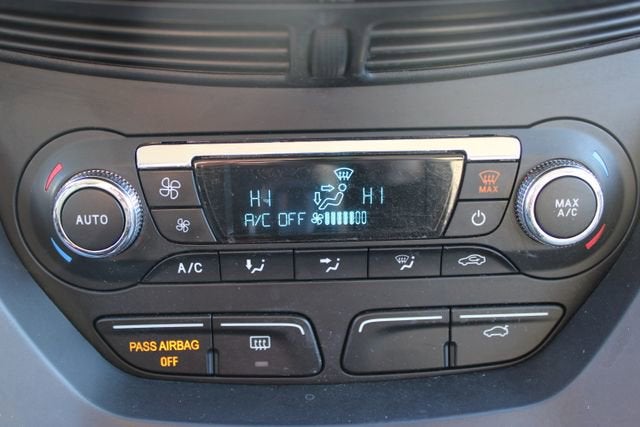 HI HI
A/C OFF
MAX
AUTO
MAX
A/C
A/C
PASS AIRBAG
OFF